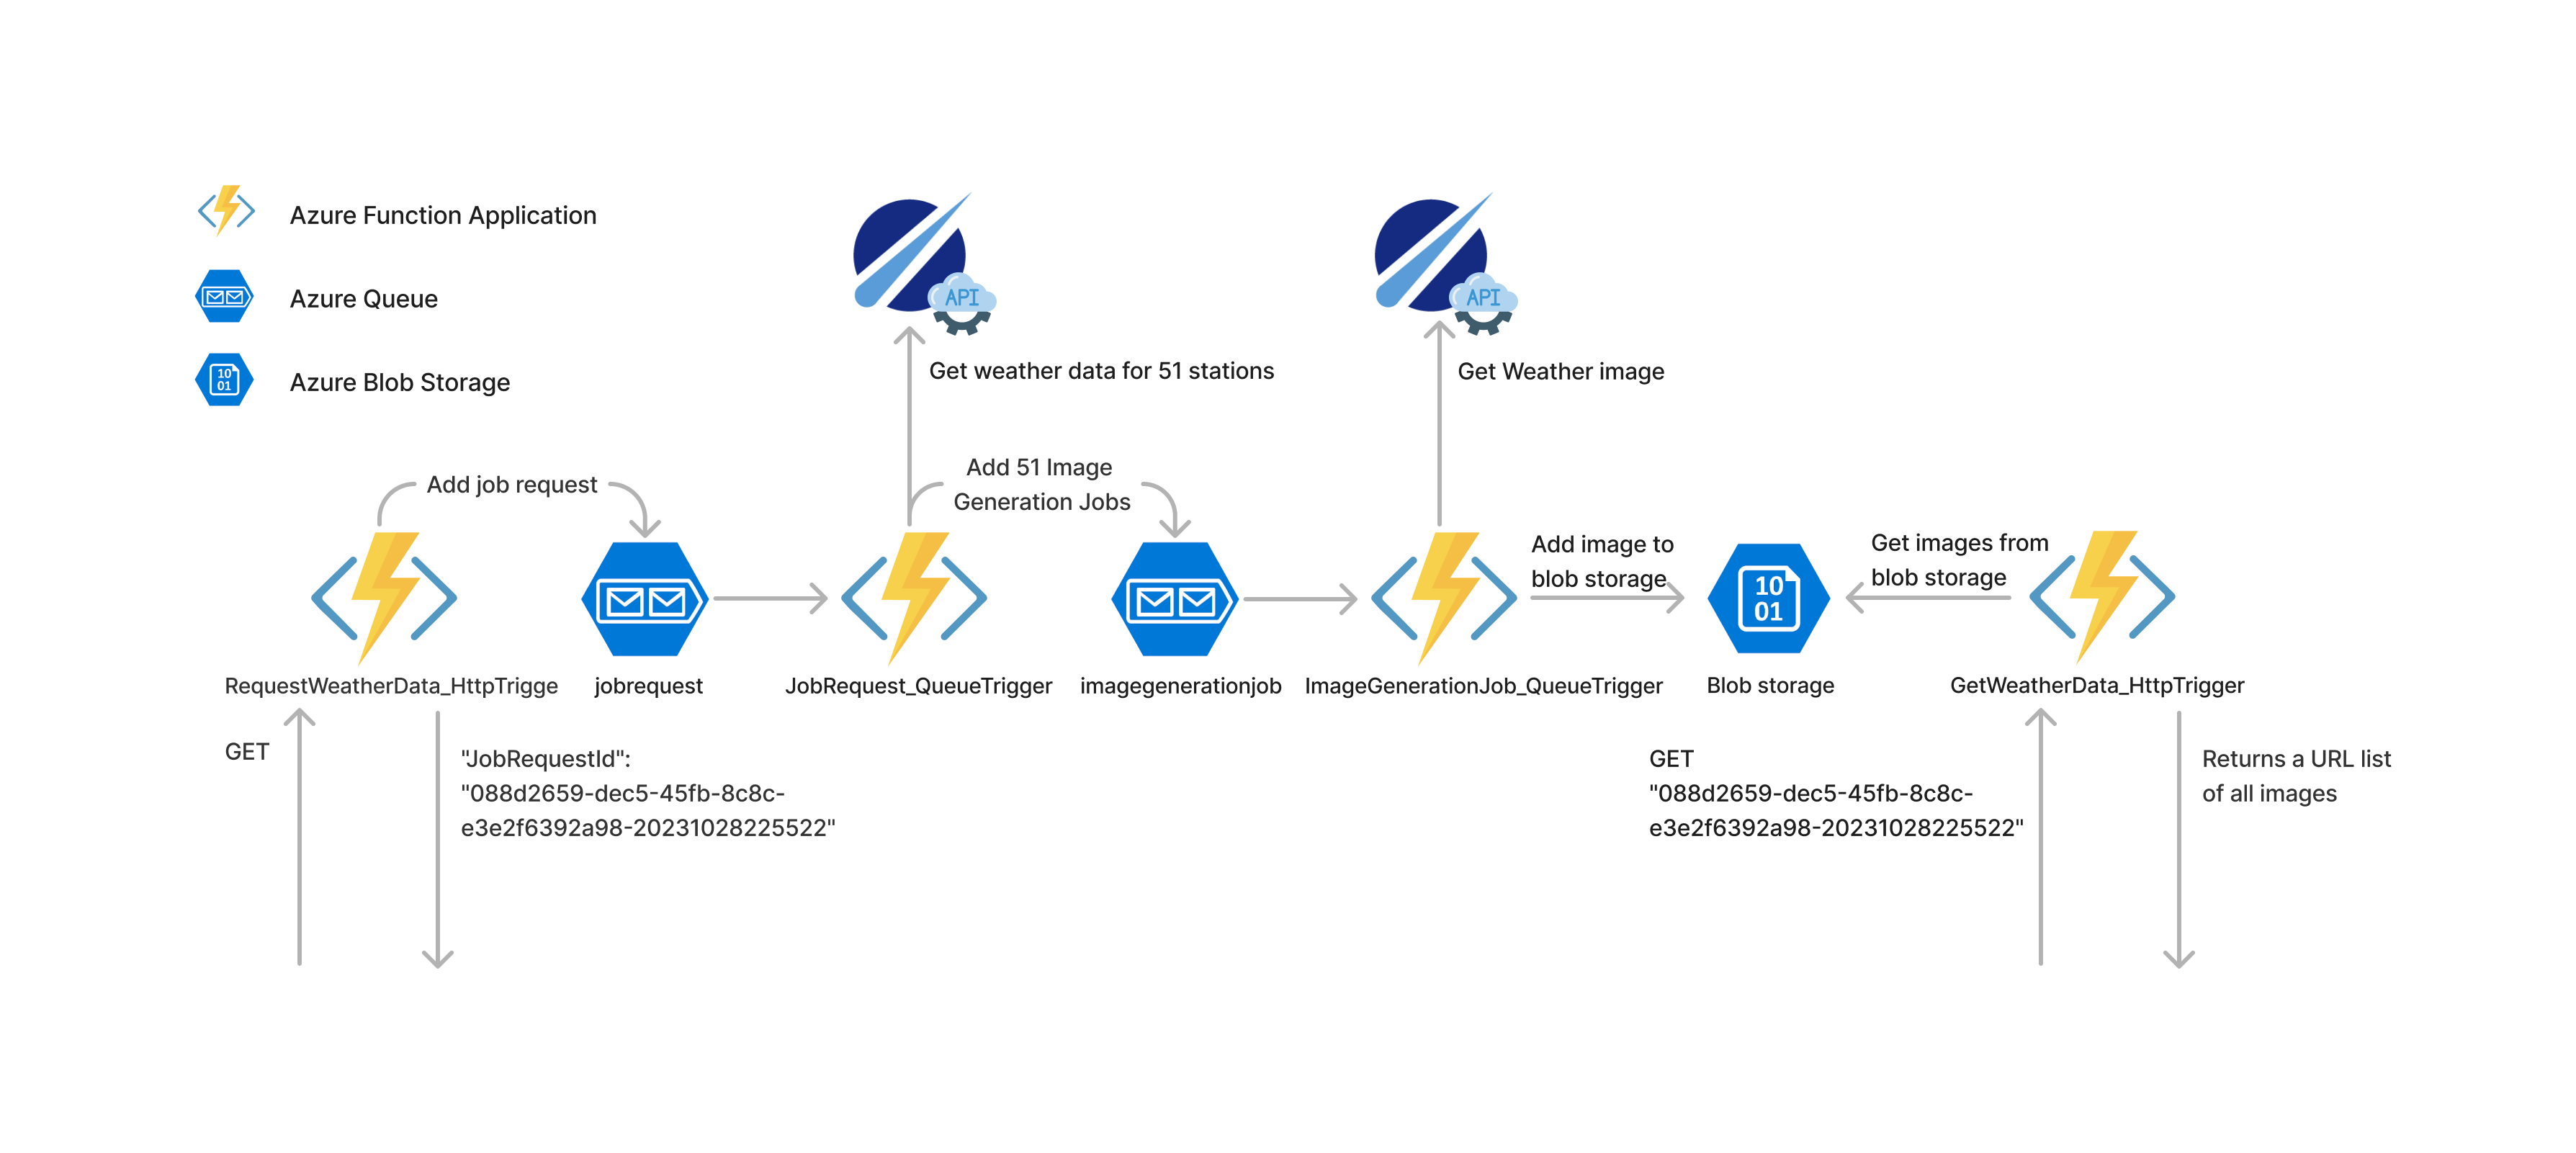 Azure Function Application
Azure Queue
Azure Blob Storage
10
01
API
API
Get weather data for 51 stations
Get Weather image
Add job request
Add 51 Image
Generation Jobs
Add image to
blob storage
Get images from
blob storage
10
01
RequestWeatherData_HttpTrigge
jobrequest
JobRequest_QueueTrigger
imagegenerationjob
ImageGenerationJob_QueueTrigger
Blob storage
GetWeatherData_HttpTrigger
GET
"JobRequestId":
"088d2659-dec5-45fb-8c8c-
e3e2f6392a98-20231028225522"
GET
"088d2659-dec5-45fb-8c8c-
e3e2f6392a98-20231028225522"
Returns a URL list
of all images